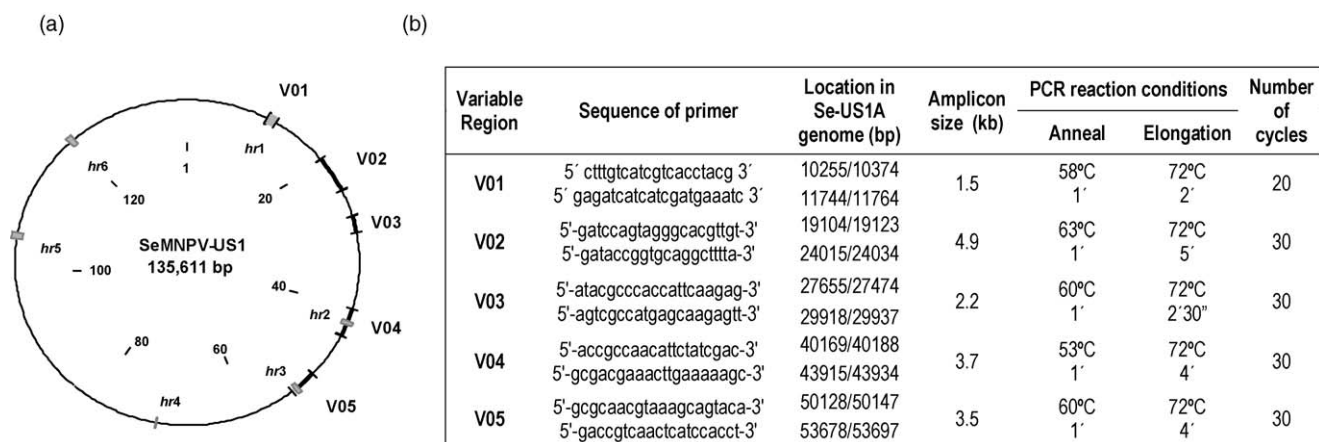 (a)
(b)
V01
hr1
V02
hr6
1
120
20
V03
SeMNPV-US1
135,611 bp
hr5
100
40
hr2
V04
80
60
hr3
hr4
V05
Variable Region Sequence of primer Location in Se-US1A genome (bp) Amplicon size (kb) PCR reaction conditions Number of cycles
Anneal Elongation
V01 5´ ctttgtcatcgtcacctacg 3´ 10255/10374 1.5 58ºC 72ºC 20
5´ gagatcatcatcgatgaaatc 3´ 11744/11764 1´ 2´
V02 5'-gatccagtagggcacgttgt-3' 19104/19123 4.9 63ºC 72ºC 30
5'-gataccggtgcaggctttta-3' 24015/24034 1´ 5´
V03 5'-atacgcccaccattcaagag-3' 27655/27474 2.2 60ºC 72ºC 30
5'-agtcgccatgagcaagagtt-3' 29918/29937 1´ 2´30”
V04 5'-accgccaacattctatcgac-3' 40169/40188 3.7 53ºC 72ºC 30
5'-gcgacgaaacttgaaaaagc-3' 43915/43934 1´ 4´
V05 5'-gcgcaacgtaaagcagtaca-3' 50128/50147 3.5 60ºC 72ºC 30
5'-gaccgtcaactcatccacct-3' 53678/53697 1´ 4´